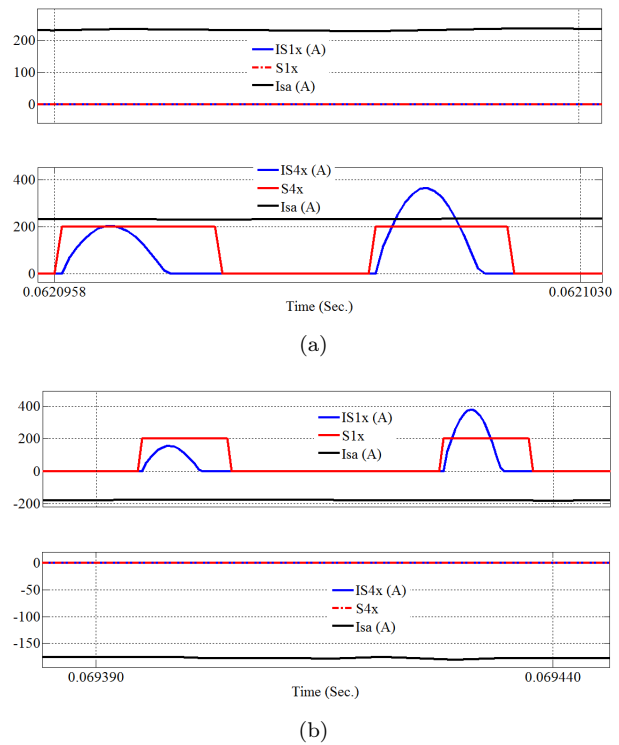 200
100
0
IS1x (A)
S1x
Isa (A)
400
200
0
IS4x (A)
S4x
Isa (A)
0.0620958
0.0621030
Time (Sec.)
(a)
400
200
0
-200
IS1x (A)
S1x
Isa (A)
0
-50
-100
-150
IS4x (A)
S4x
Isa (A)
0.069390
0.069440
Time (Sec.)
(b)